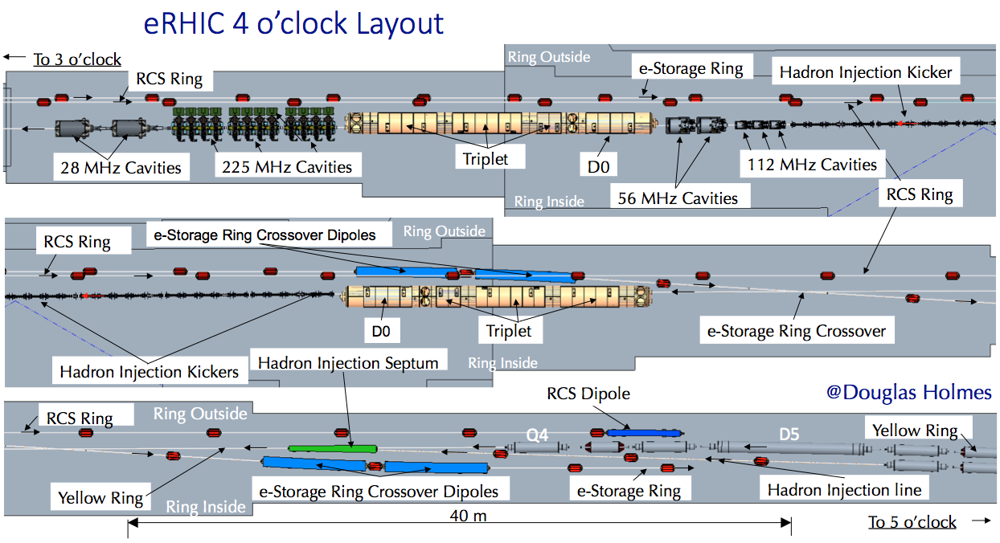 eRHIC 4 o’clock Layout
To 3 o’clock
RCS Ring
Ring Outside
e-Storage Ring
Hadron Injection Kicker
28 MHz Cavities
225 MHz Cavities
Triplet
D0
56 MHz Cavities
112 MHz Cavities
RCS Ring
Ring Inside
RCS Ring
e-Storage Ring Crossover Dipoles
Ring Outside
D0
Triplet
e-Storage Ring Crossover
Hadron Injection Kickers
Hadron Injection Septum
Ring Inside
RCS Dipole
@Douglas Holmes
RCS Ring
Ring Outside
Q4
D5
Yellow Ring
Yellow Ring
Ring Inside
e-Storage Ring Crossover Dipoles
e-Storage Ring
Hadron Injection line
40 m
To 5 o’clock